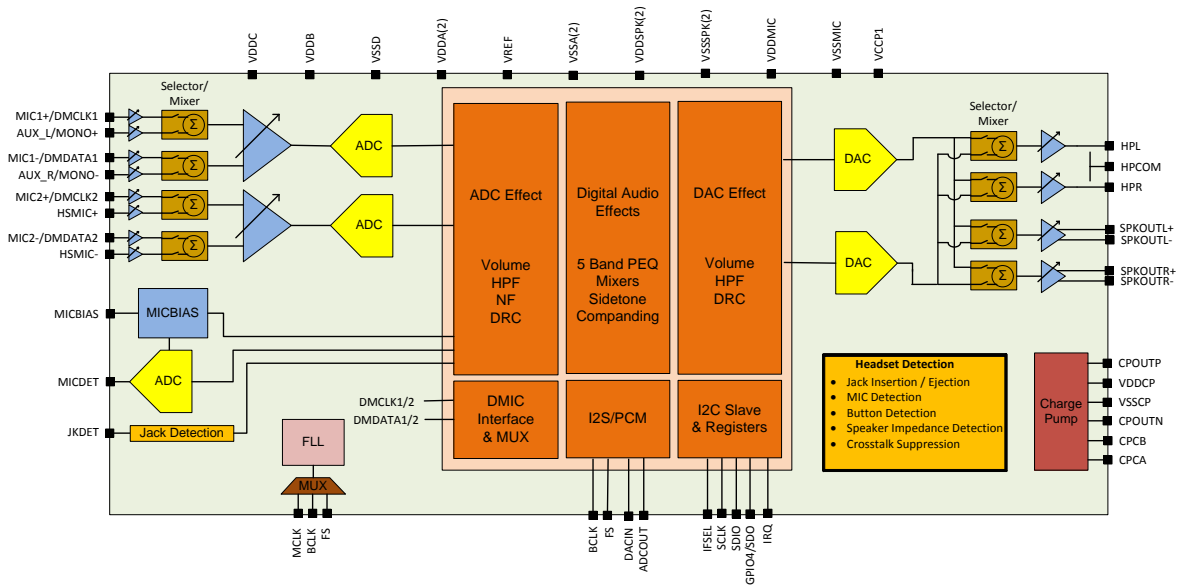 VDDC
VDDB
VSSD
VDDA(2)
VREF
VSSA(2)
VDDSPK(2)
VSSSPK(2)
VDDMIC
VSSMIC
VCCP1
Selector/
Mixer
MIC1+/DMCLK1
AUX_L/MONO+
MIC1-/DMDATA1
AUX_R/MONO-
MIC2+/DMCLK2
HSMIC+
MIC2-/DMDATA2
HSMIC-
Σ
Σ
Σ
Σ
ADC
ADC
ADC Effect
Volume
HPF
NF
DRC
Digital Audio
Effects
5 Band PEQ
Mixers
Sidetone
Companding
DAC Effect
Volume
HPF
DRC
DAC
DAC
Selector/
Mixer
Σ
Σ
Σ
Σ
HPL
HPCOM
HPR
SPKOUTL+
SPKOUTL-
SPKOUTR+
SPKOUTR-
MICBIAS
MICBIAS
MICDET
ADC
JKDET
Jack Detection
DMCLK1/2
DMDATA1/2
DMIC
Interface
& MUX
I2S/PCM
I2C Slave
& Registers
Headset Detection
• Jack Insertion / Ejection
• MIC Detection
• Button Detection
• Speaker Impedance Detection
• Crosstalk Suppression
Charge
Pump
CPOUTP
VDDCP
VSSCP
CPOUTN
CPCB
CPCA
FLL
MUX
MCLK
BCLK
FS
BCLK
FS
DACIN
ADCOUT
IFSEL
SCLK
SDIO
GPIO4/SDO
IRQ